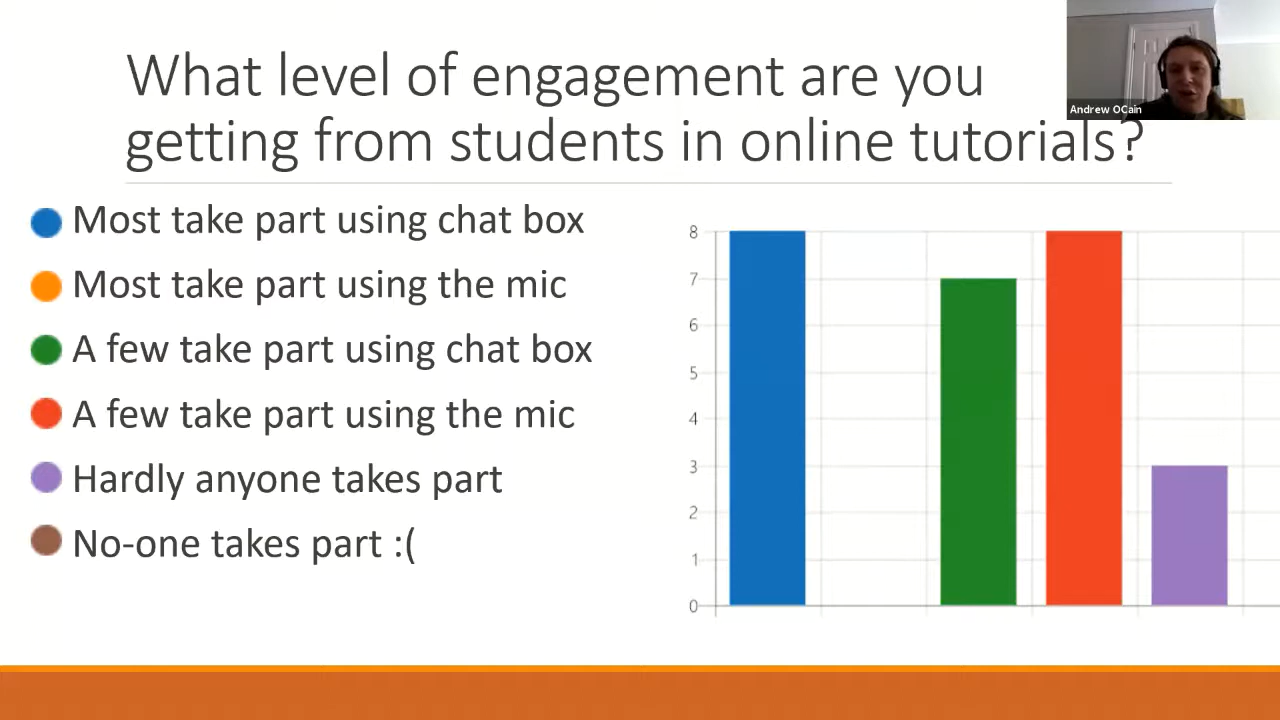 What level of engagement are you
getting from students in online tutorials?
Andrew OCain
Most take part using chat box
Most take part using the mic
A few take part using chat box
A few take part using the mic
Hardly anyone takes part
No-one takes part :(
8
7
6
5
4
3
2
1
0